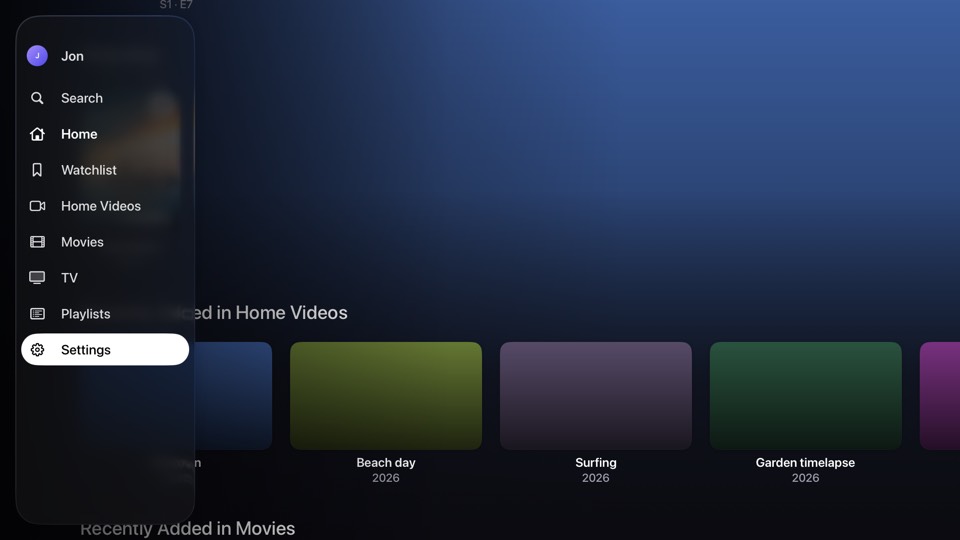 S1 · E7
J
Jon
Search
Home
Watchlist
Home Videos
Movies
TV
Playlists
Settings
ed in Home Videos
Beach day
2026
Surfing
2026
Garden timelapse
2026
Recently Added in Movies